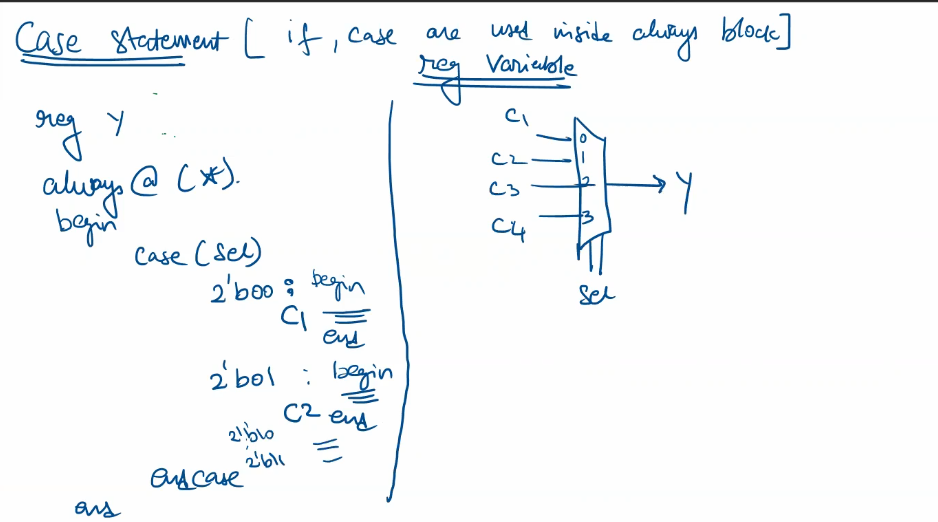 Case Statement [ if, case are used inside always block]
reg Variable
reg Y
always @ (*).
begin
case (sel)
2'b00 : begin
C1
end
2'b01 : begin
C2 end
2'b10
2'b11
endcase
end
C1
C2
C3
C4
0
1
2
3
Y
Sel